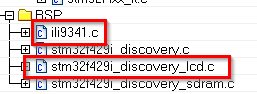 BSP
ili9341.c
stm32f429i_discovery.c
stm32f429i_discovery_lcd.c
stm32f429i_discovery_sdram.c